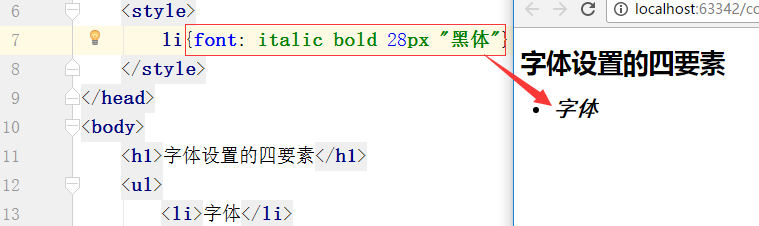 6 <style>
7 li{font: italic bold 28px "黑体"}
8 </style>
9 </head>
10 <body>
11 <h1>字体设置的四要素</h1>
12 <ul>
13 <li>字体</li>
localhost:63342/co
字体设置的四要素
• 字体